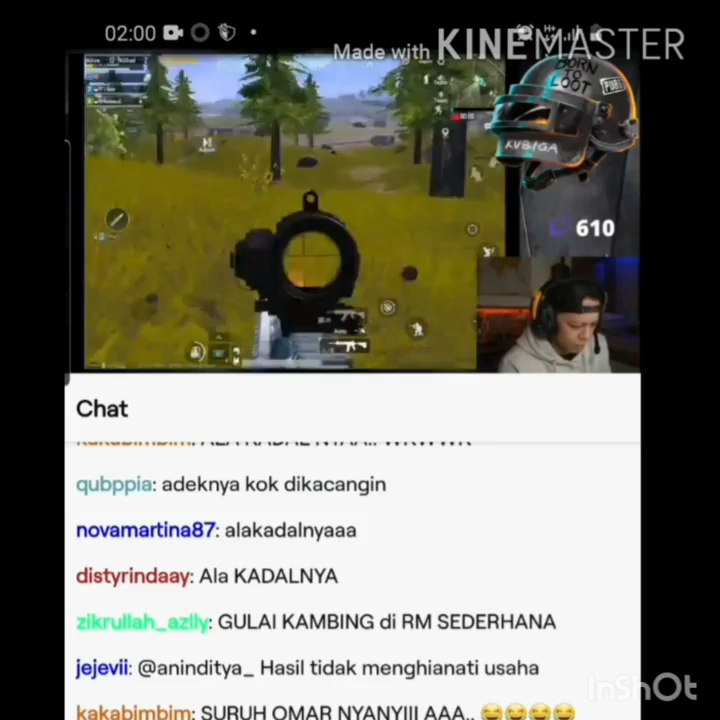 02:00
Made with KINEMASTER
BORN
TO
LOOT
PUBG
KVBIGA
610
Chat
qubppia: adeknya kok dikacangin
novamartina87: alakadalnyaaa
distyrindaay: Ala KADALNYA
zikrullah_azlly: GULAI KAMBING di RM SEDERHANA
jejevii: @aninditya_ Hasil tidak menghianati usaha
kakabimbim: SURUH OMAR NYANYIII AAA.. 😂😂😂😂
InShOt